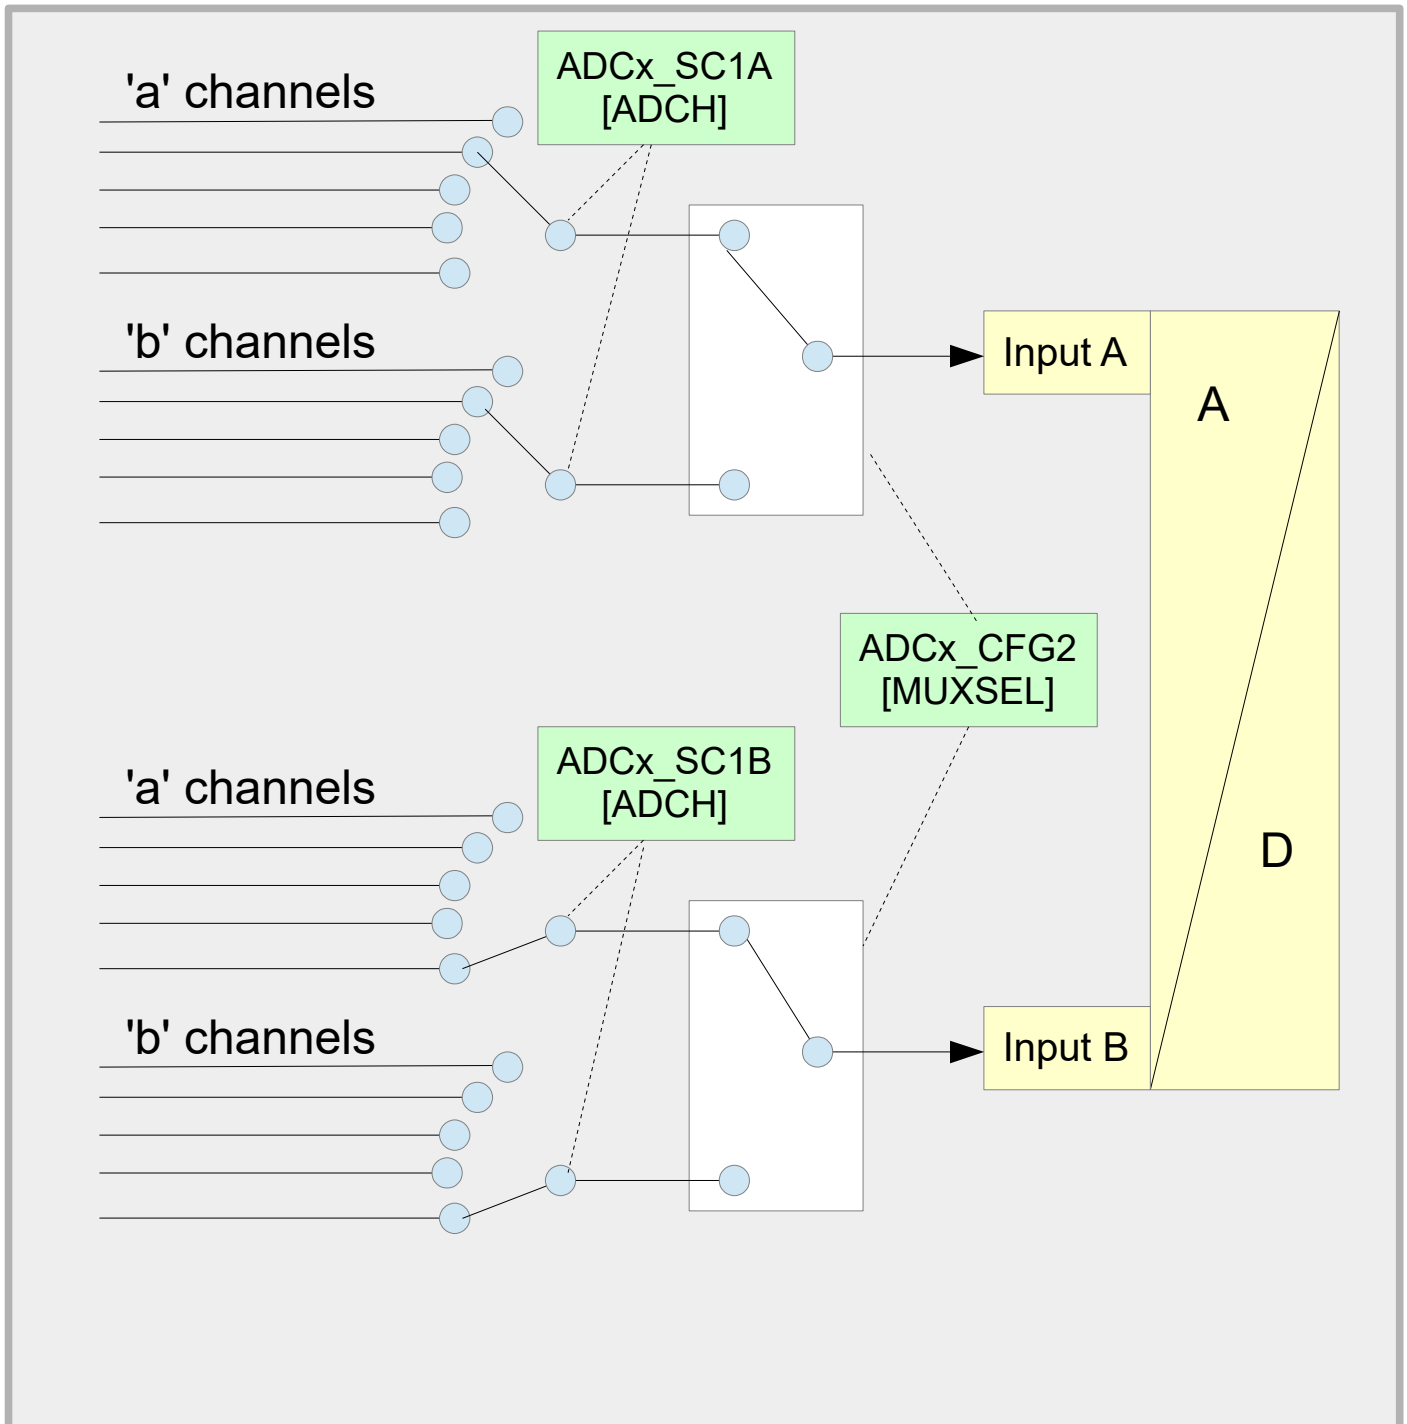 ADCx_SC1A
[ADCH]
'a' channels
'b' channels
Input A
A
ADCx_CFG2
[MUXSEL]
ADCx_SC1B
[ADCH]
'a' channels
D
'b' channels
Input B